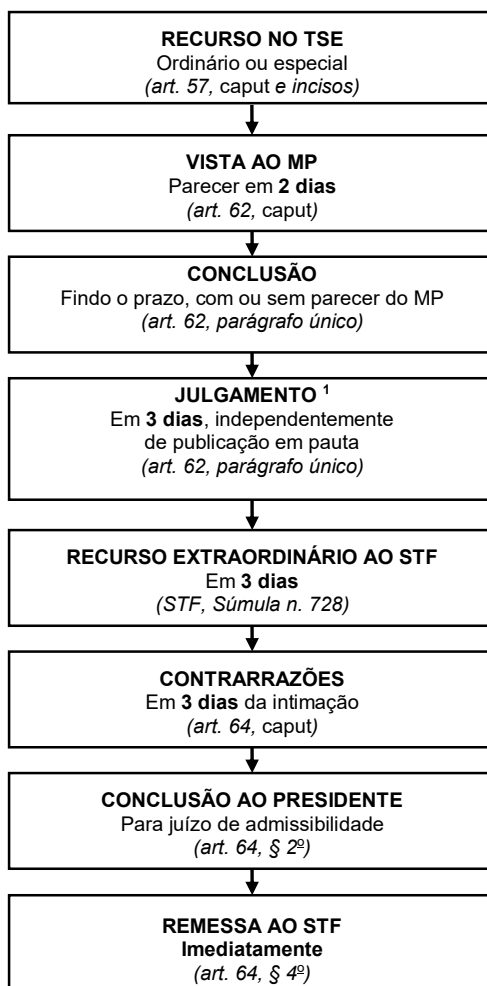 RECURSO NO TSE
Ordinário ou especial
(art. 57, caput e incisos)
VISTA AO MP
Parecer em 2 dias
(art. 62, caput)
CONCLUSÃO
Findo o prazo, com ou sem parecer do MP
(art. 62, parágrafo único)
JULGAMENTO ¹
Em 3 dias, independentemente
de publicação em pauta
(art. 62, parágrafo único)
RECURSO EXTRAORDINÁRIO AO STF
Em 3 dias
(STF, Súmula n. 728)
CONTRARRAZÕES
Em 3 dias da intimação
(art. 64, caput)
CONCLUSÃO AO PRESIDENTE
Para juízo de admissibilidade
(art. 64, § 2º)
REMESSA AO STF
Imediatamente
(art. 64, § 4º)